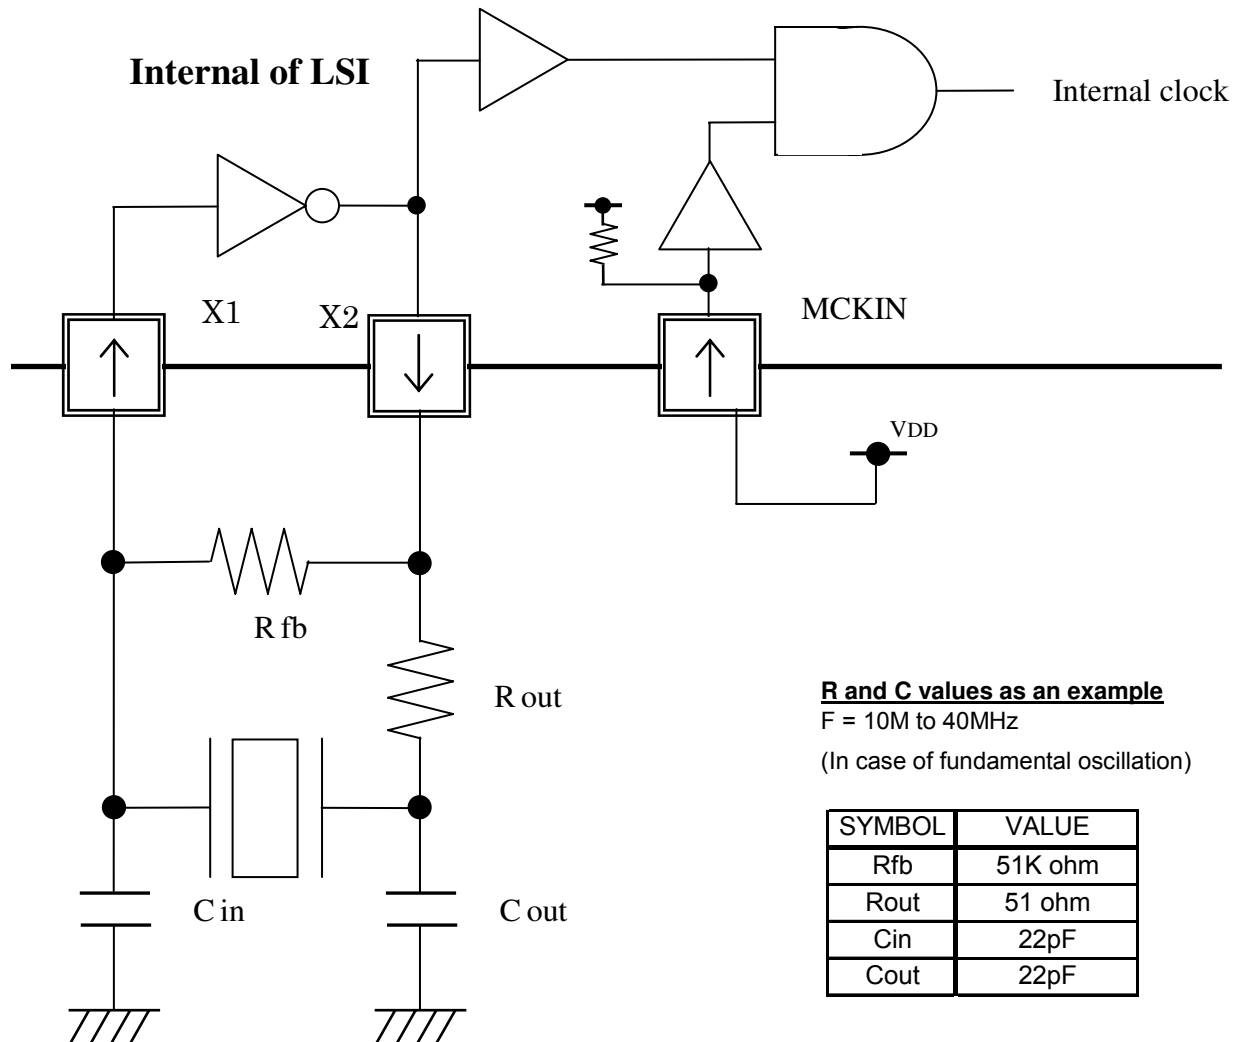 Internal of LSI
Internal clock
X1
X2
MCKIN
VDD
R fb
R out
C in
C out
R and C values as an example
F = 10M to 40MHz
(In case of fundamental oscillation)
SYMBOL VALUE
Rfb 51K ohm
Rout 51 ohm
Cin 22pF
Cout 22pF